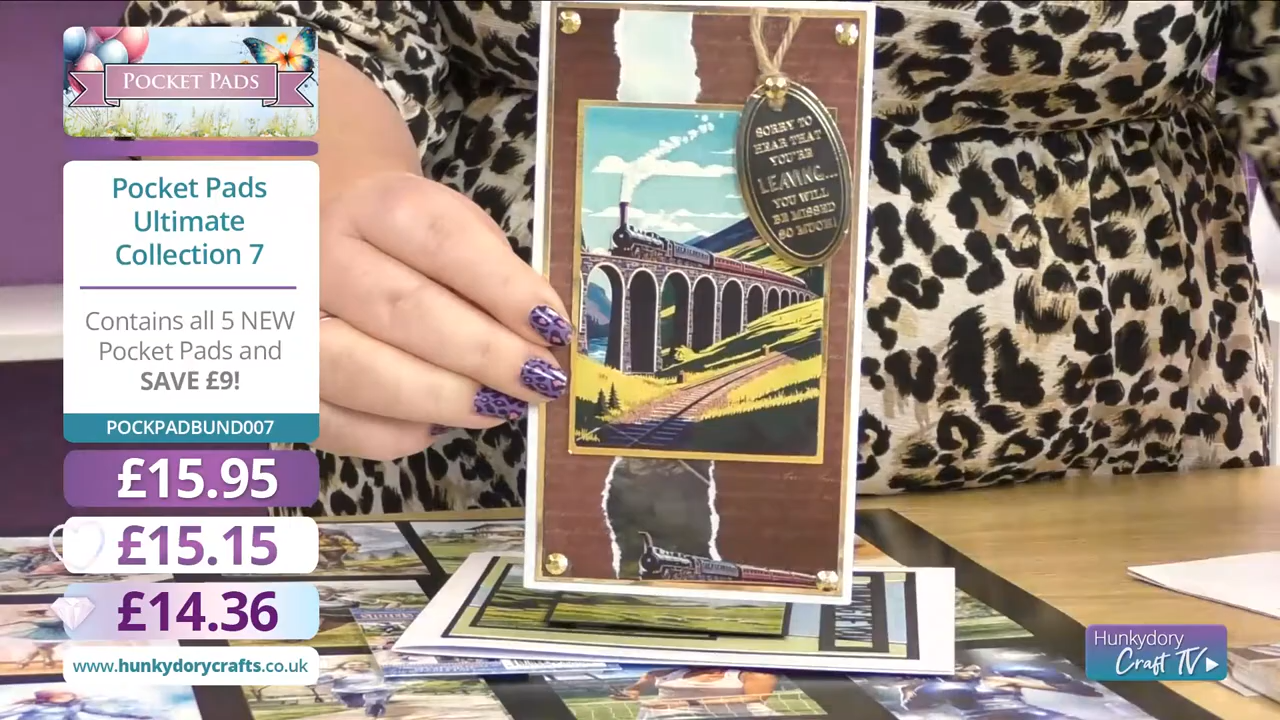 POCKET PADS
Pocket Pads
Ultimate
Collection 7
Contains all 5 NEW
Pocket Pads and
SAVE £9!
POCKPADBUND007
£15.95
£15.15
£14.36
www.hunkydorycrafts.co.uk
SORRY TO
HEAR THAT
YOU'RE
LEAVING...
YOU WILL
BE MISSED
SO MUCH!
Hunkydory
Craft TV